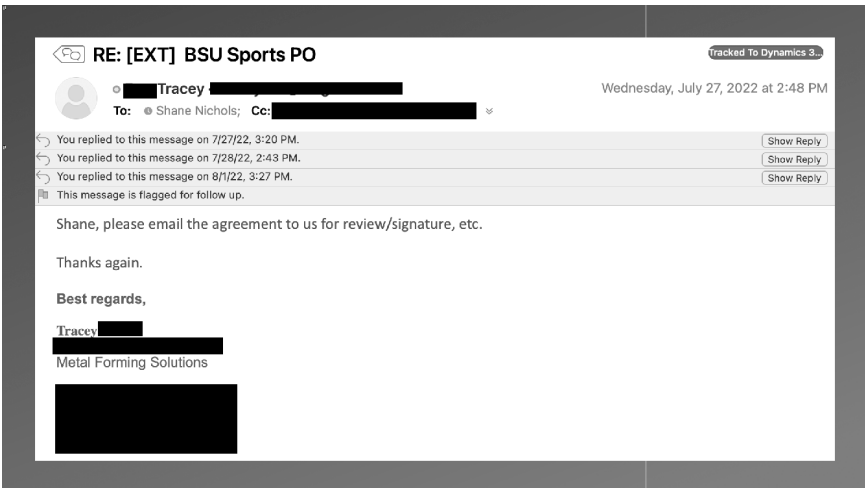 RE: [EXT] BSU Sports PO
Tracked To Dynamics 3...
Tracey
Wednesday, July 27, 2022 at 2:48 PM
To: Shane Nichols; Cc:
You replied to this message on 7/27/22, 3:20 PM.
Show Reply
You replied to this message on 7/28/22, 2:43 PM.
Show Reply
You replied to this message on 8/1/22, 3:27 PM.
Show Reply
This message is flagged for follow up.
Shane, please email the agreement to us for review/signature, etc.
Thanks again.
Best regards,
Tracey
Metal Forming Solutions